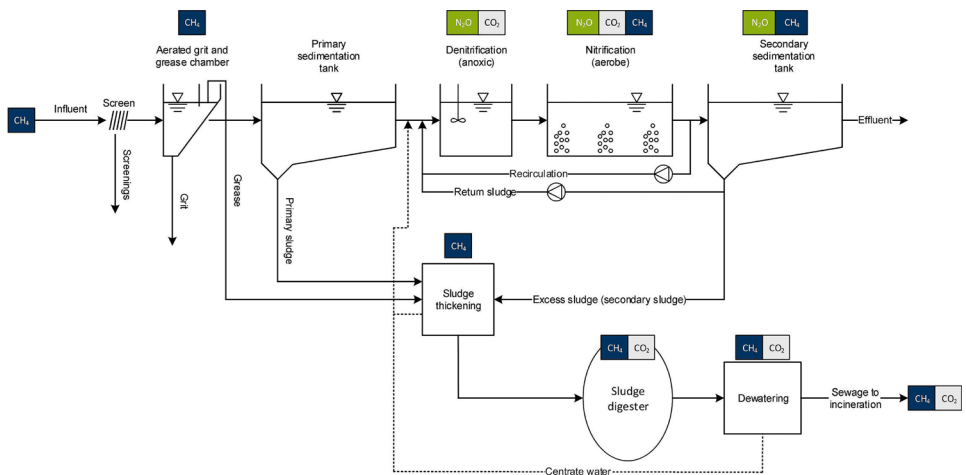 CH₄
N₂O CO₂
N₂O CO₂ CH₄
N₂O CH₄
Aerated grit and
grease chamber
Primary
sedimentation
tank
Denitrification
(anoxic)
Nitrification
(aerobe)
Secondary
sedimentation
tank
CH₄
Influent
Screen
Effluent
Screenings
Grit
Grease
Primary sludge
Recirculation
Return sludge
CH₄
Sludge
thickening
Excess sludge (secondary sludge)
CH₄ CO₂
Sludge
digester
CH₄ CO₂
Dewatering
Sewage to
incineration
CH₄ CO₂
Centrate water